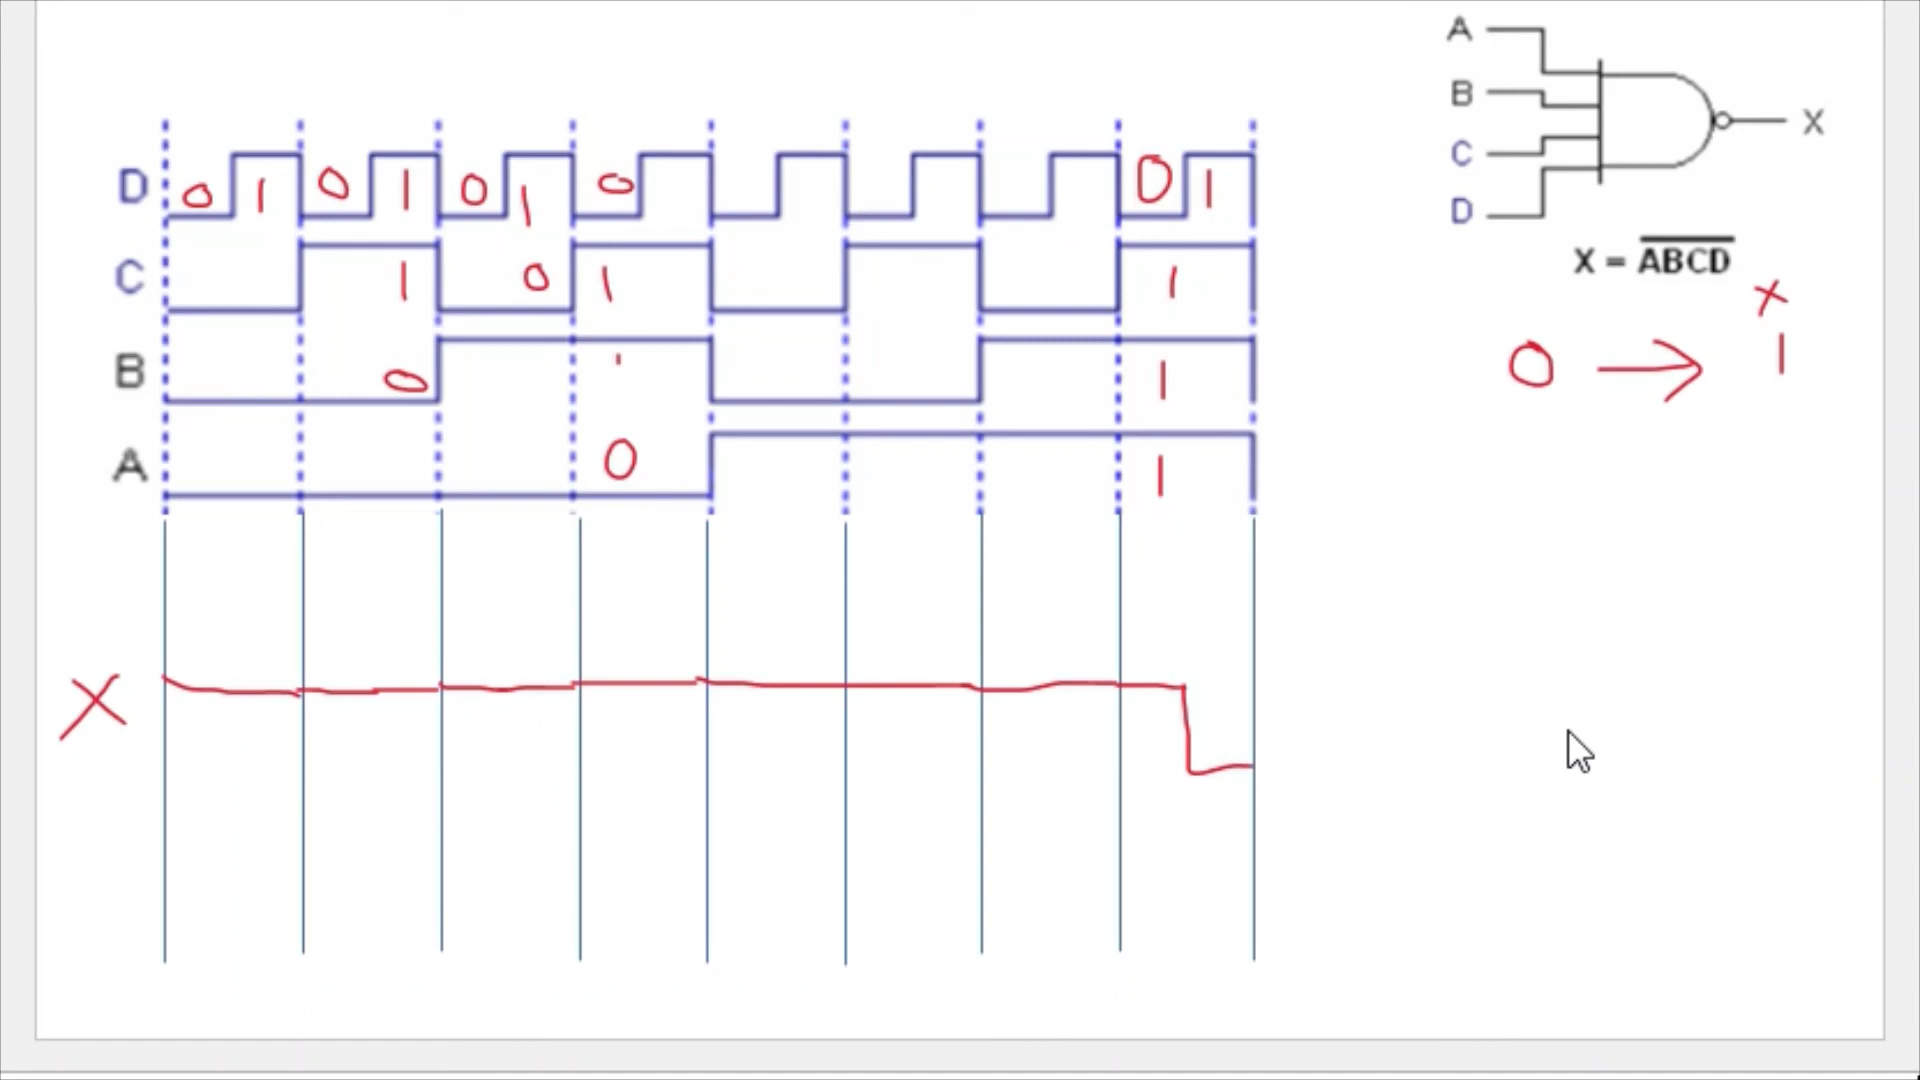 A
B
C
D
X
X = ABCD
x
0 → 1
D 0 1 0 1 0 1 0 0 1
C 1 0 1 1
B 0 1 1
A 0 1
X